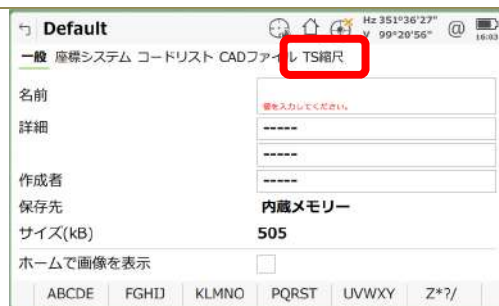 Default Hz 351°36'27" @
V 99°20'56" 16:03
一般 座標システム コードリスト CADファイル TS縮尺
名前
値を入力してください。
詳細 -----
-----
作成者 -----
保存先 内蔵メモリー
サイズ(kB) 505
ホームで画像を表示
ABCDE FGHIJ KLMNO PQRST UVWXY Z*?/